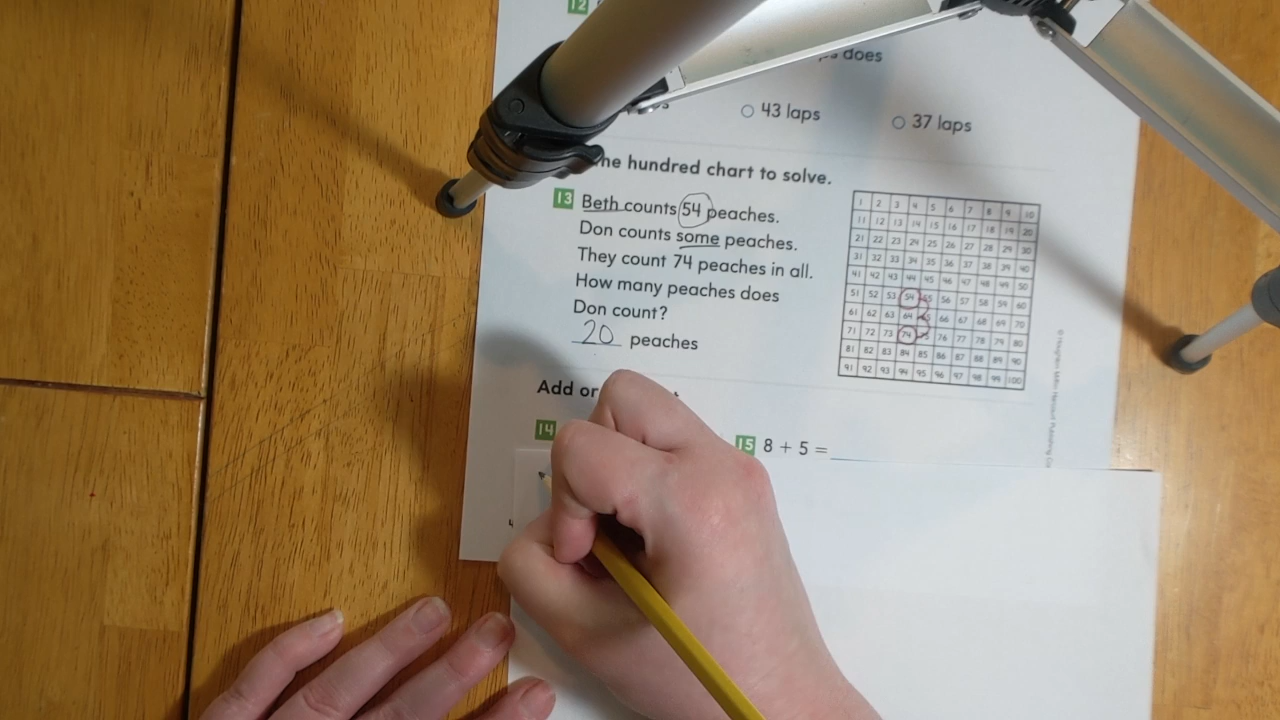 12
does
43 laps
37 laps
he hundred chart to solve.
13 Beth counts 54 peaches.
Don counts some peaches.
They count 74 peaches in all.
How many peaches does
Don count?
20 peaches
1 2 3 4 5 6 7 8 9 10
11 12 13 14 15 16 17 18 19 20
21 22 23 24 25 26 27 28 29 30
31 32 33 34 35 36 37 38 39 40
41 42 43 44 45 46 47 48 49 50
51 52 53 54 55 56 57 58 59 60
61 62 63 64 65 66 67 68 69 70
71 72 73 74 75 76 77 78 79 80
81 82 83 84 85 86 87 88 89 90
91 92 93 94 95 96 97 98 99 100
Add or
14
15 8 + 5 =
© Houghton Mifflin Harcourt Publishing Co